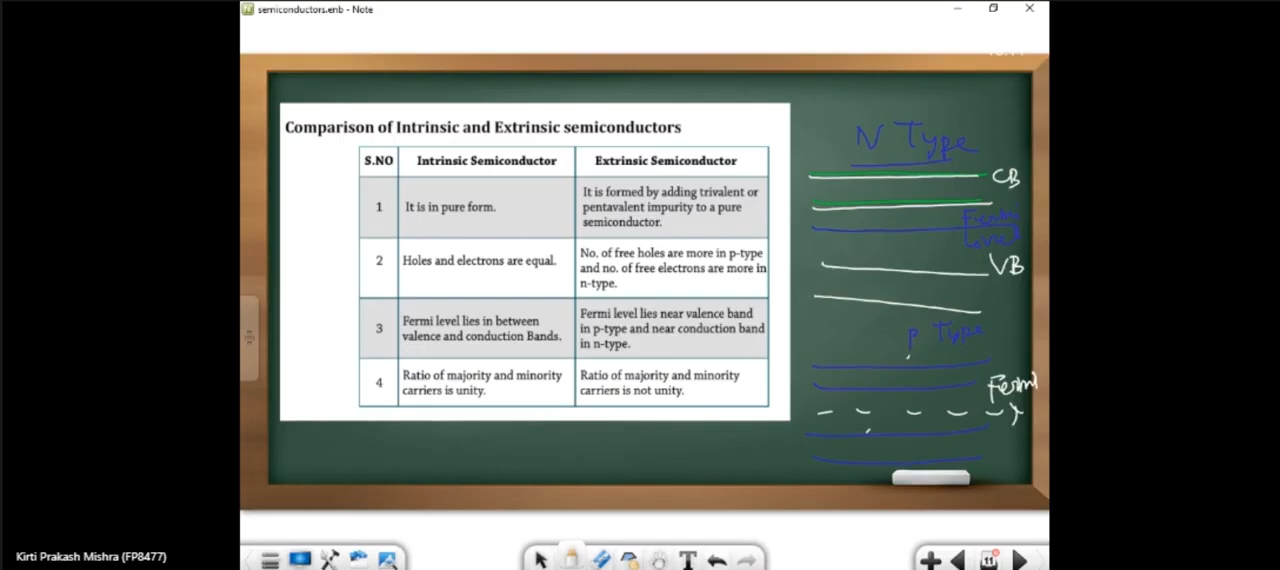 semiconductors.enb - Note
Comparison of Intrinsic and Extrinsic semiconductors
S.NO Intrinsic Semiconductor Extrinsic Semiconductor
1 It is in pure form. It is formed by adding trivalent or
pentavalent impurity to a pure
semiconductor.
2 Holes and electrons are equal. No. of free holes are more in p-type
and no. of free electrons are more in
n-type.
3 Fermi level lies in between
valence and conduction Bands.
Fermi level lies near valence band
in p-type and near conduction band
in n-type.
4 Ratio of majority and minority
carriers is unity.
Ratio of majority and minority
carriers is not unity.
N Type
CB
Fermi
level
VB
P Type
Fermi
Kirti Prakash Mishra (FP8477)
T
11